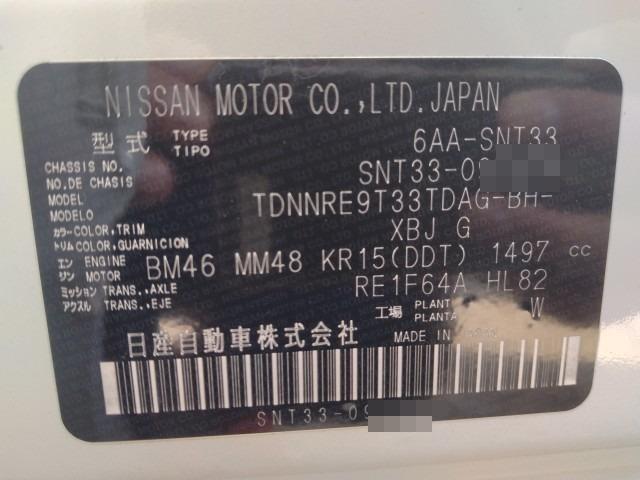 NISSAN MOTOR CO.,LTD.JAPAN
型式 TYPE TIPO 6AA-SNT33
CHASSIS NO. NO.DE CHASIS SNT33-0
MODEL MODELO TDNNRE9T33TDAG-BH-
カラー COLOR,TRIM トリム COLOR,GUARNICION XBJ G
エン ENGINE ジン MOTOR BM46 MM48 KR15(DDT) 1497 cc
ミッション TRANS.,AXLE アクスル TRANS.,EJE RE1F64A HL82
工場 PLANT PLANTA W
日産自動車株式会社 MADE IN JAPAN
SNT33-09